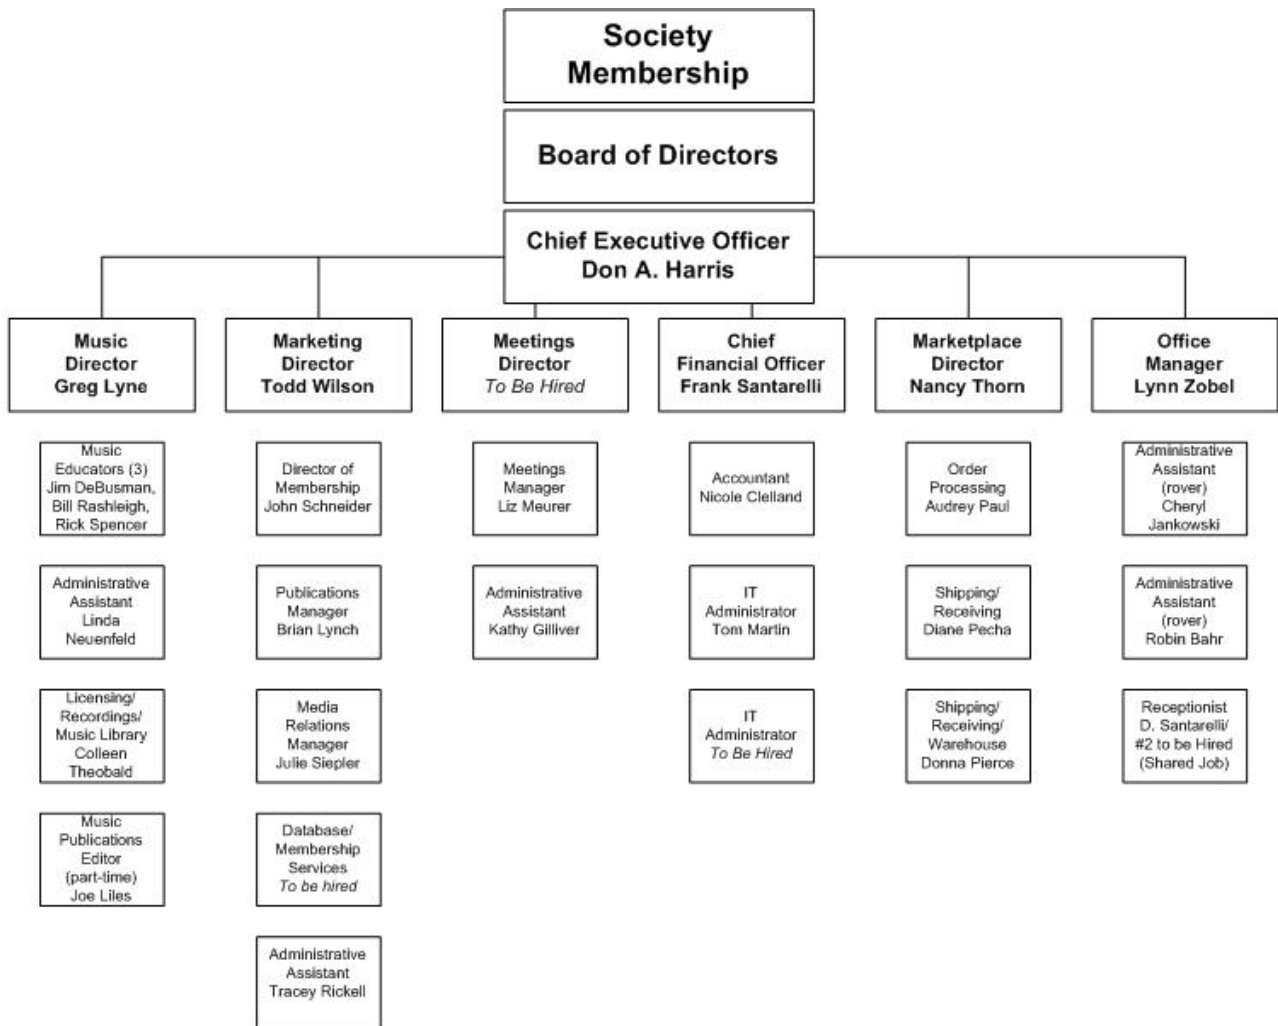 Society
Membership
Board of Directors
Chief Executive Officer
Don A. Harris
Music
Director
Greg Lyne
Marketing
Director
Todd Wilson
Meetings
Director
To Be Hired
Chief
Financial Officer
Frank Santarelli
Marketplace
Director
Nancy Thorn
Office
Manager
Lynn Zobel
Music
Educators (3)
Jim DeBusman,
Bill Rashleigh,
Rick Spencer
Director of
Membership
John Schneider
Meetings
Manager
Liz Meurer
Accountant
Nicole Clelland
Order
Processing
Audrey Paul
Administrative
Assistant
(rover)
Cheryl
Jankowski
Administrative
Assistant
Linda
Neuenfeld
Publications
Manager
Brian Lynch
Administrative
Assistant
Kathy Gilliver
IT
Administrator
Tom Martin
Shipping/
Receiving
Diane Pecha
Administrative
Assistant
(rover)
Robin Bahr
Licensing/
Recordings/
Music Library
Colleen
Theobald
Media
Relations
Manager
Julie Siepler
IT
Administrator
To Be Hired
Shipping/
Receiving/
Warehouse
Donna Pierce
Receptionist
D. Santarelli/
#2 to be Hired
(Shared Job)
Music
Publications
Editor
(part-time)
Joe Liles
Database/
Membership
Services
To be hired
Administrative
Assistant
Tracey Rickell